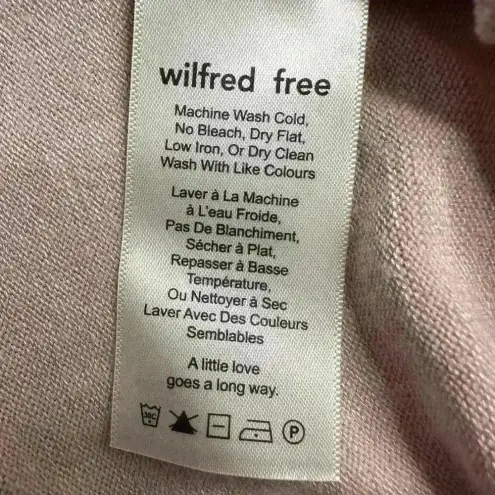 wilfred free
Machine Wash Cold,
No Bleach, Dry Flat,
Low Iron, Or Dry Clean
Wash With Like Colours
Laver à La Machine
à L'eau Froide,
Pas De Blanchiment,
Sécher à Plat,
Repasser à Basse
Température,
Ou Nettoyer à Sec
Laver Avec Des Couleurs
Semblables
A little love
goes a long way.
30C P